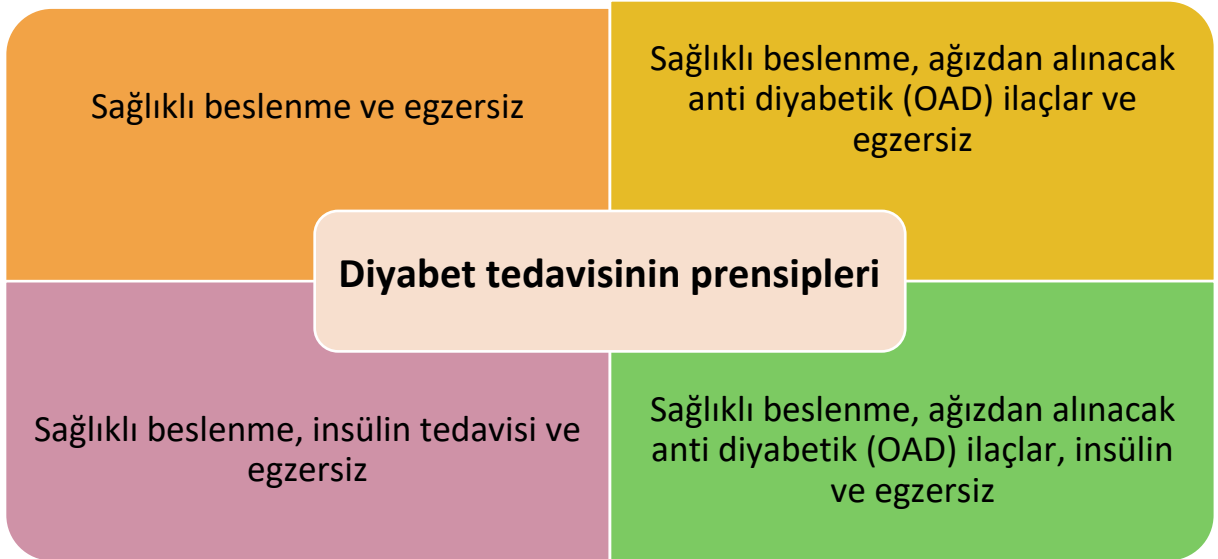 Sağlıklı beslenme ve egzersiz
Sağlıklı beslenme, ağızdan alınacak
anti diyabetik (OAD) ilaçlar ve
egzersiz
Diyabet tedavisinin prensipleri
Sağlıklı beslenme, insülin tedavisi ve
egzersiz
Sağlıklı beslenme, ağızdan alınacak
anti diyabetik (OAD) ilaçlar, insülin
ve egzersiz